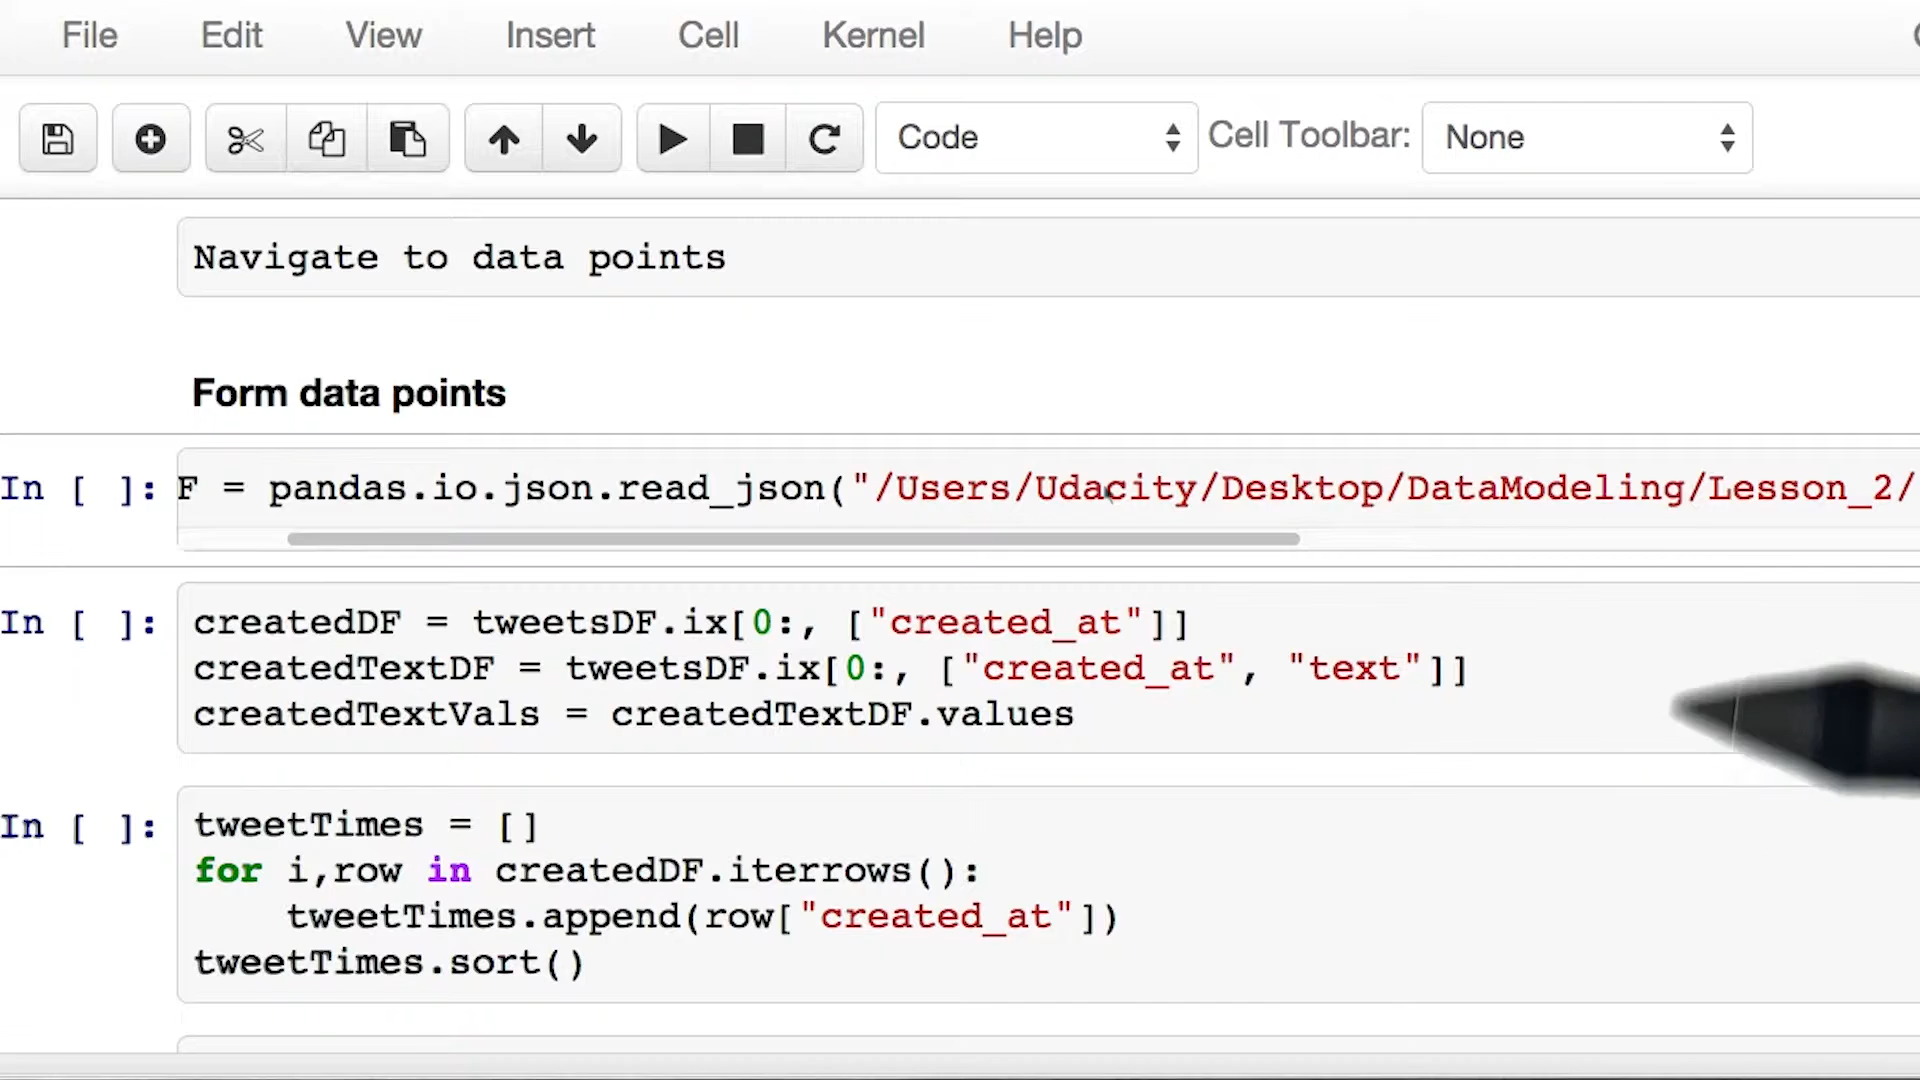 File Edit View Insert Cell Kernel Help
Code Cell Toolbar: None
Navigate to data points
Form data points
In [ ]: F = pandas.io.json.read_json("/Users/Udacity/Desktop/DataModeling/Lesson_2/
In [ ]: createdDF = tweetsDF.ix[0:, ["created_at"]]
createdTextDF = tweetsDF.ix[0:, ["created_at", "text"]]
createdTextVals = createdTextDF.values
In [ ]: tweetTimes = []
for i,row in createdDF.iterrows():
    tweetTimes.append(row["created_at"])
tweetTimes.sort()